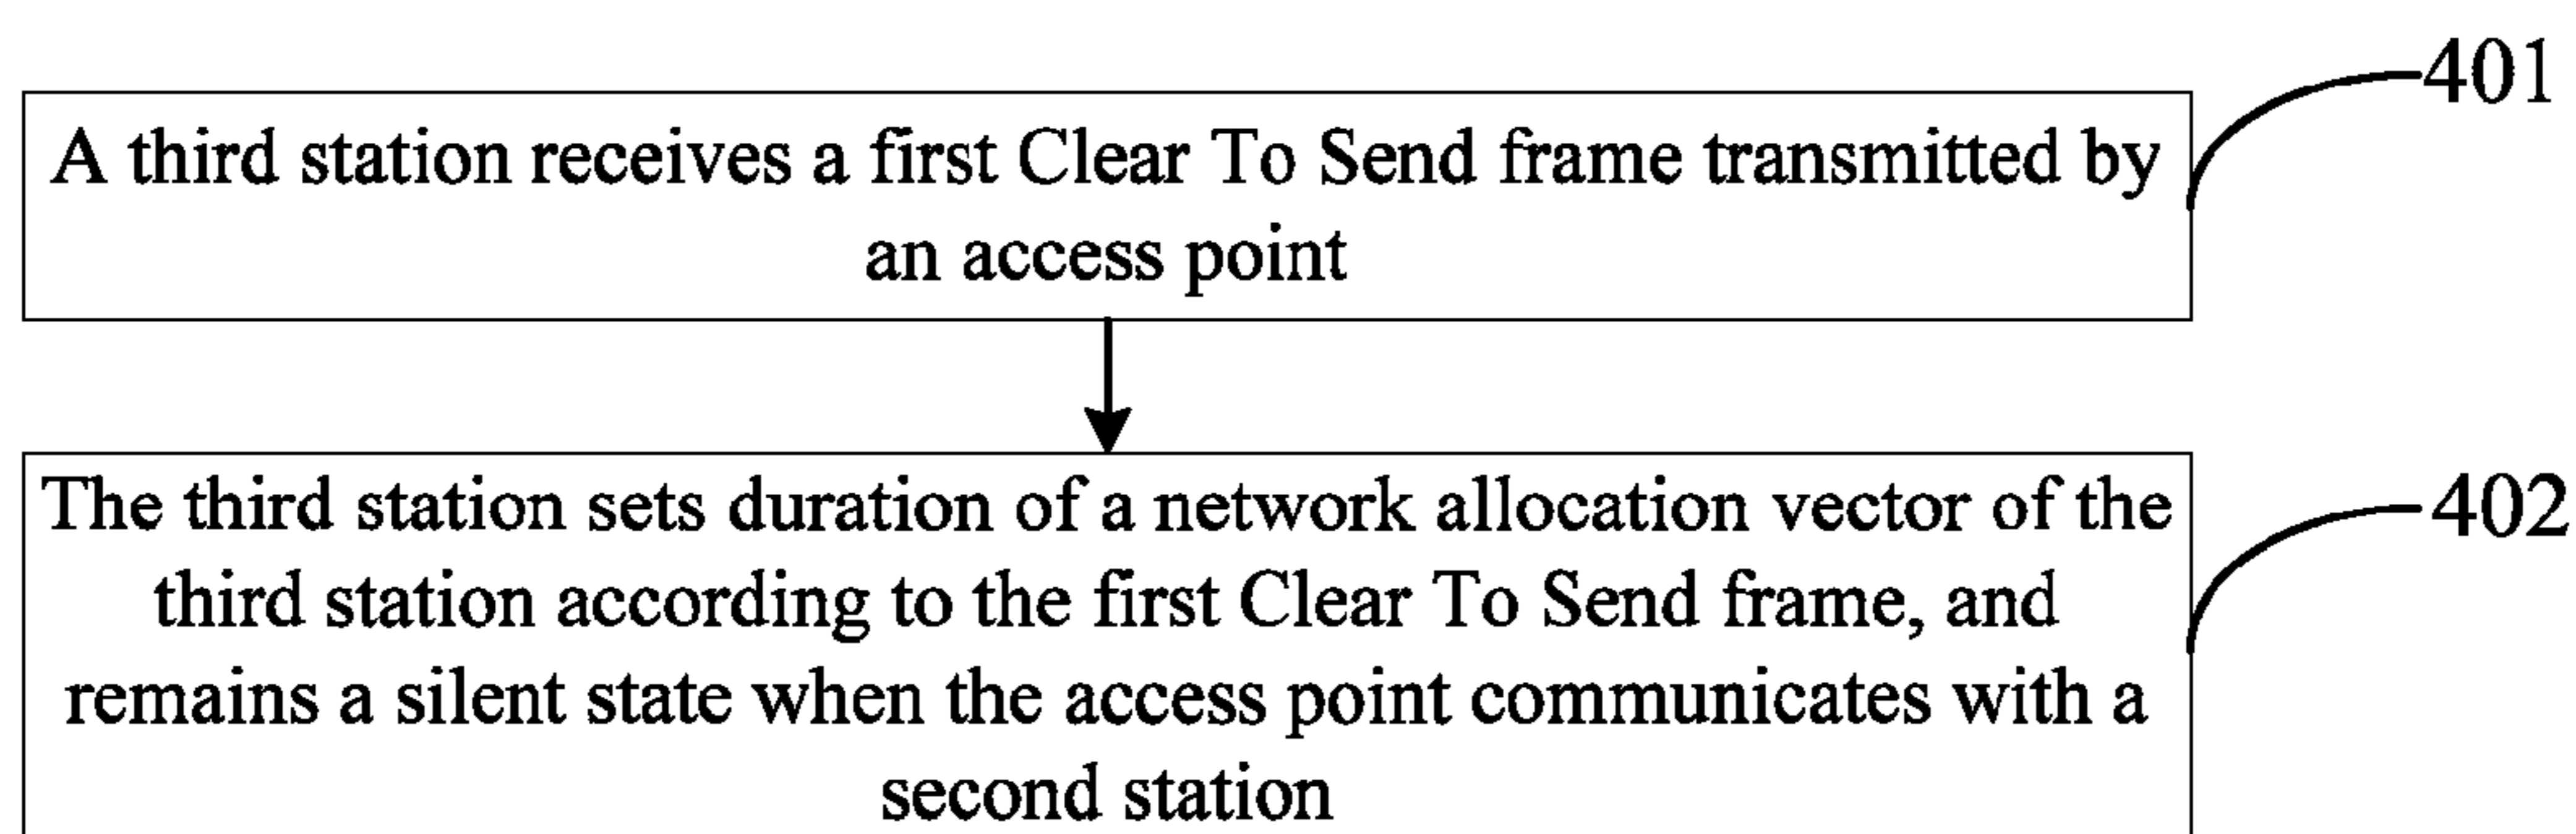 401
A third station receives a first Clear To Send frame transmitted by
an access point
402
The third station sets duration of a network allocation vector of the
third station according to the first Clear To Send frame, and
remains a silent state when the access point communicates with a
second station